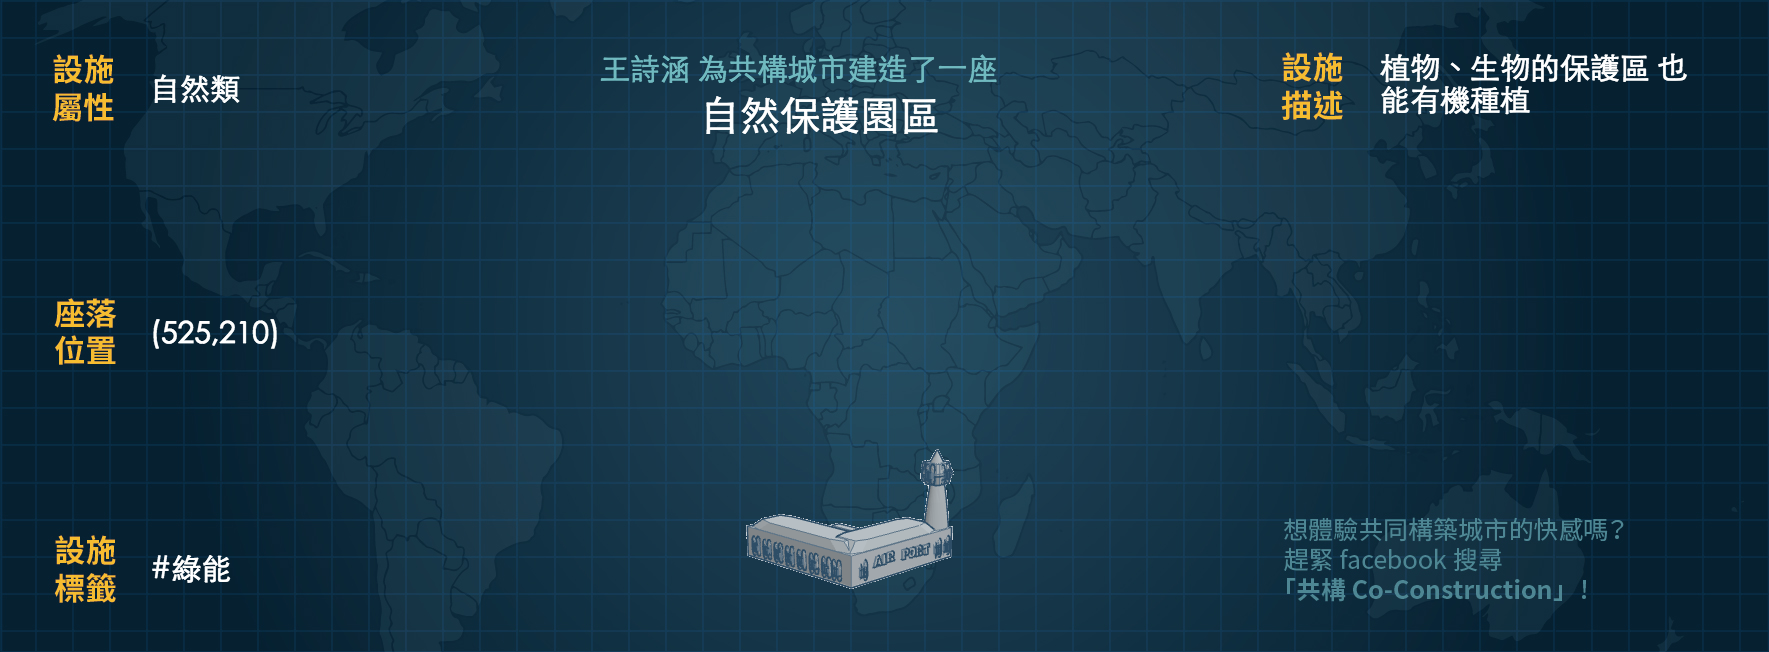 設施
屬性
自然類
王詩涵 為共構城市建造了一座
自然保護園區
設施
描述
植物、生物的保護區 也
能有機種植
座落
位置
(525,210)
AIR PORT
設施
標籤
#綠能
想體驗共同構築城市的快感嗎?
趕緊 facebook 搜尋
「共構 Co-Construction」!